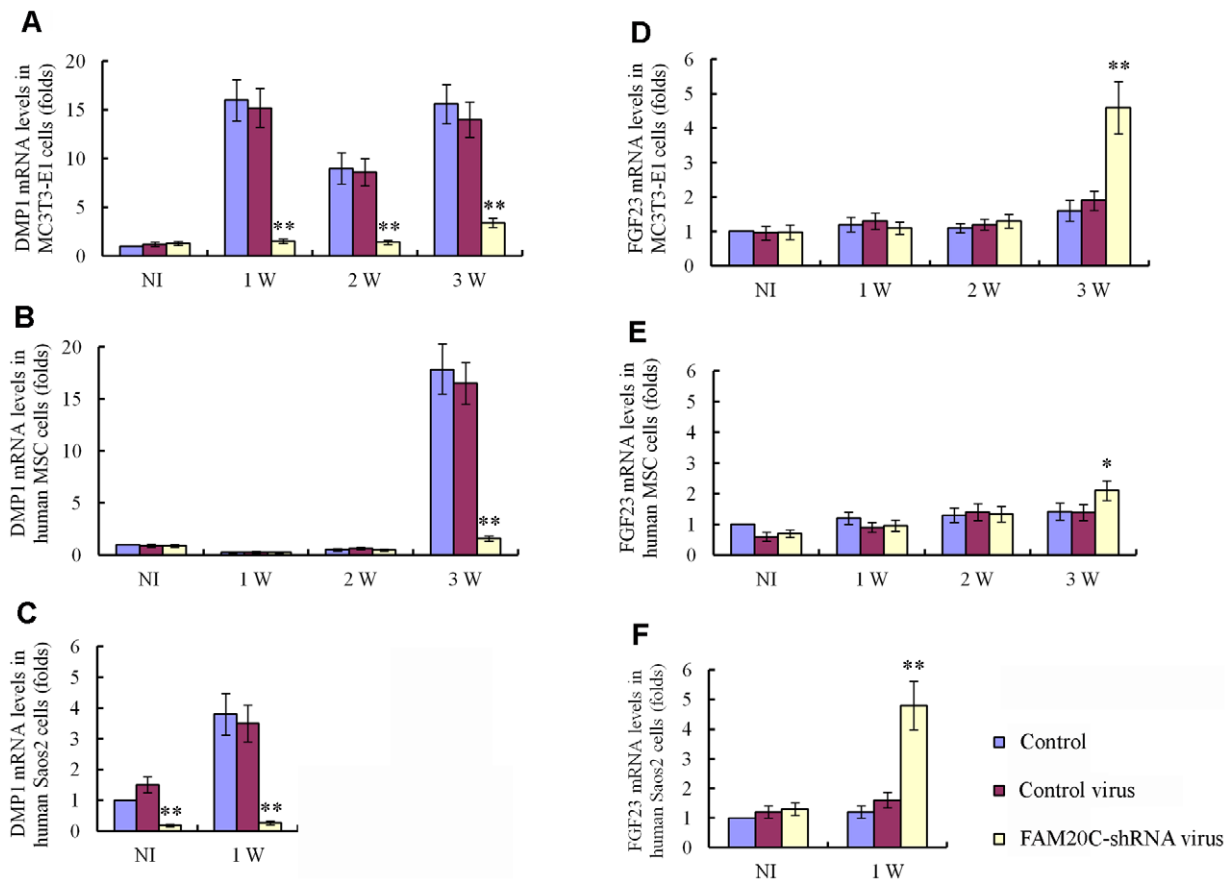 A
DMP1 mRNA levels in
MC3T3-E1 cells (folds)
20
15
10
5
0
**
**
**
NI
1 W
2 W
3 W
B
DMP1 mRNA levels in
human MSC cells (folds)
20
15
10
5
0
**
NI
1 W
2 W
3 W
C
DMP1 mRNA levels in
human Saos2 cells (folds)
6
5
4
3
2
1
0
**
**
NI
1 W
D
FGF23 mRNA levels in
MC3T3-E1 cells (folds)
6
5
4
3
2
1
0
**
NI
1 W
2 W
3 W
E
FGF23 mRNA levels in
human MSC cells (folds)
6
5
4
3
2
1
0
*
NI
1 W
2 W
3 W
F
FGF23 mRNA levels in
human Saos2 cells (folds)
6
5
4
3
2
1
0
**
NI
1 W
Control
Control virus
FAM20C-shRNA virus